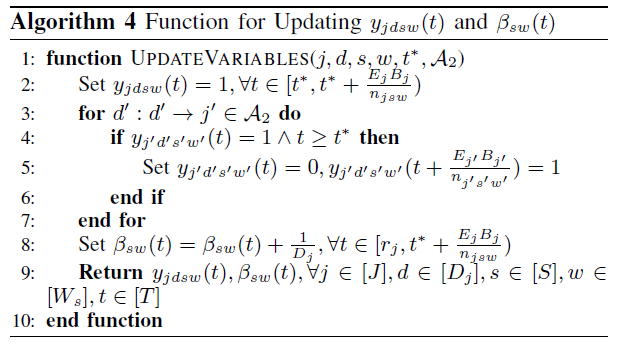 Algorithm 4 Function for Updating $y_{jdsw}(t)$ and $\beta_{sw}(t)$
1: function UPDATEVARIABLES($j, d, s, w, t^*, \mathcal{A}_2$)
2: Set $y_{jdsw}(t) = 1, \forall t \in [t^*, t^* + \frac{E_j B_j}{n_{jsw}})$
3: for $d' : d' \to j' \in \mathcal{A}_2$ do
4: if $y_{j'd's'w'}(t) = 1 \wedge t \geq t^*$ then
5: Set $y_{j'd's'w'}(t) = 0, y_{j'd's'w'}(t + \frac{E_{j'} B_{j'}}{n_{j's'w'}}) = 1$
6: end if
7: end for
8: Set $\beta_{sw}(t) = \beta_{sw}(t) + \frac{1}{D_j}, \forall t \in [r_j, t^* + \frac{E_j B_j}{n_{jsw}})$
9: Return $y_{jdsw}(t), \beta_{sw}(t), \forall j \in [J], d \in [D_j], s \in [S], w \in$
$[W_s], t \in [T]$
10: end function